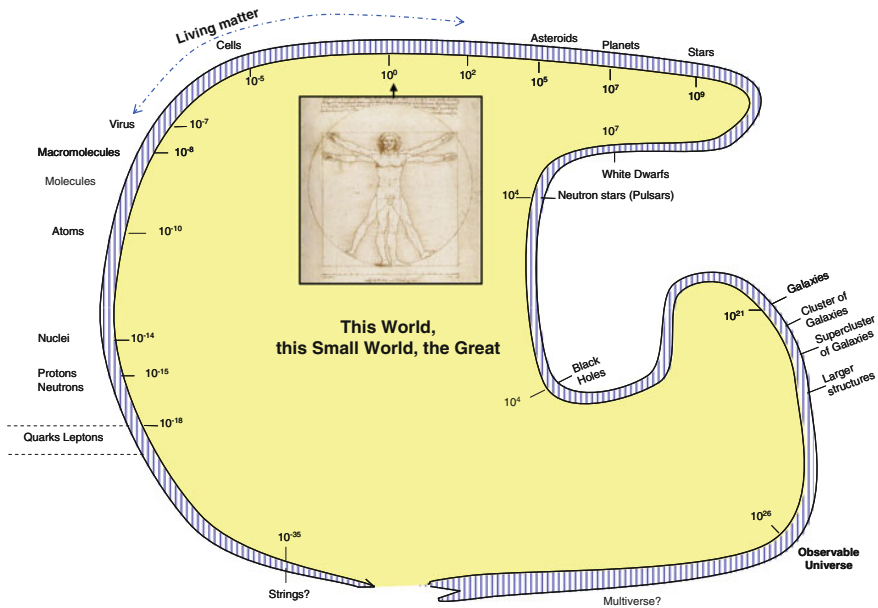 Living matter
Cells
Asteroids
Planets
Stars
10⁻⁵
10⁰
10²
10⁵
10⁷
10⁹
Virus
10⁻⁷
Macromolecules
10⁻⁸
Molecules
10⁷
White Dwarfs
10⁴
Neutron stars (Pulsars)
Atoms
10⁻¹⁰
Galaxies
10²¹
Cluster of
Galaxies
Supercluster
of Galaxies
Larger
structures
Nuclei
10⁻¹⁴
This World,
this Small World, the Great
Protons
Neutrons
10⁻¹⁵
Black
Holes
10⁴
10⁻¹⁸
Quarks Leptons
10²⁶
10⁻³⁵
Strings?
Observable
Universe
Multiverse?